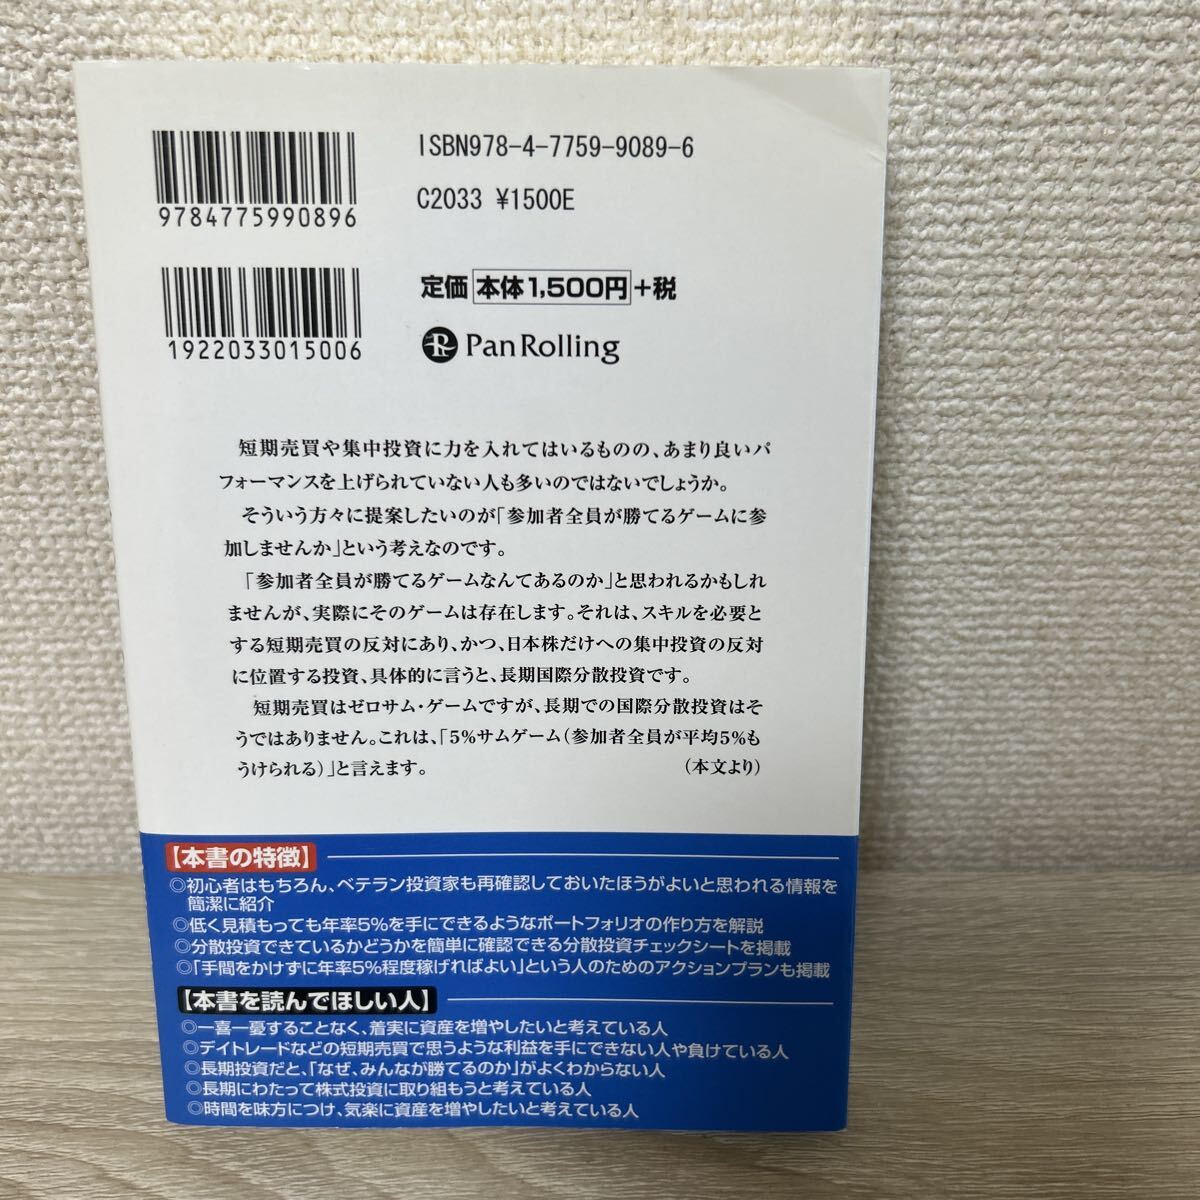 ISBN978-4-7759-9089-6
C2033 ¥1500E
9784775990896
定価 本体1,500円+税
1922033015006
PanRolling
短期売買や集中投資に力を入れてはいるものの、あまり良いパ
フォーマンスを上げられていない人も多いのではないでしょうか。
そういう方々に提案したいのが「参加者全員が勝てるゲームに参
加しませんか」という考えなのです。
「参加者全員が勝てるゲームなんてあるのか」と思われるかもしれ
ませんが、実際にそのゲームは存在します。それは、スキルを必要と
する短期売買の反対にあり、かつ、日本株だけへの集中投資の反対
に位置する投資、具体的に言うと、長期国際分散投資です。
短期売買はゼロサム・ゲームですが、長期での国際分散投資はそ
うではありません。これは、「5%サムゲーム(参加者全員が平均5%も
うけられる)」と言えます。 (本文より)
【本書の特徴】
◎初心者はもちろん、ベテラン投資家も再確認しておいたほうがよいと思われる情報を
簡潔に紹介
◎低く見積もっても年率5%を手にできるようなポートフォリオの作り方を解説
◎分散投資できているかどうかを簡単に確認できる分散投資チェックシートを掲載
◎「手間をかけずに年率5%程度稼げればよい」という人のためのアクションプランも掲載
【本書を読んでほしい人】
◎一喜一憂することなく、着実に資産を増やしたいと考えている人
◎デイトレードなどの短期売買で思うような利益を手にできない人や負けている人
◎長期投資だと、「なぜ、みんなが勝てるのか」がよくわからない人
◎長期にわたって株式投資に取り組もうと考えている人
◎時間を味方につけ、気楽に資産を増やしたいと考えている人